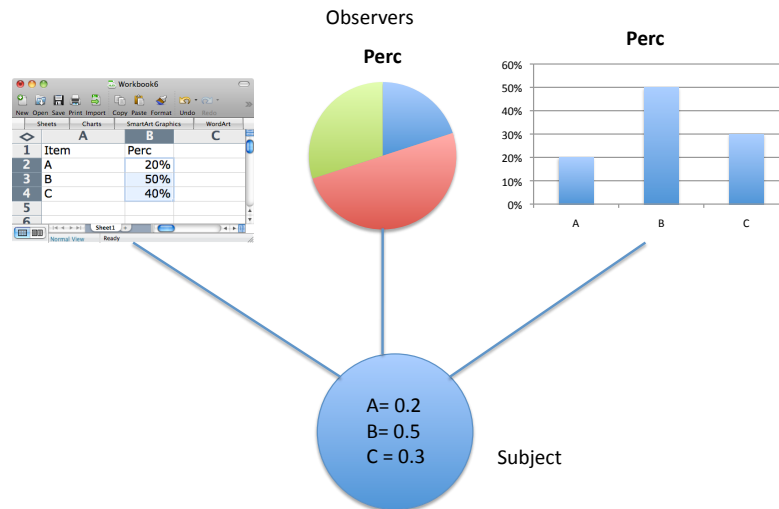 Observers
Workbook6
New Open Save Print Import Copy Paste Format Undo Redo
Sheets Charts SmartArt Graphics WordArt
A B C
1 Item Perc
2 A 20%
3 B 50%
4 C 40%
5
6
Sheet1
Normal View Ready
Perc
Perc
60%
50%
40%
30%
20%
10%
0%
A B C
A= 0.2
B= 0.5
C = 0.3
Subject